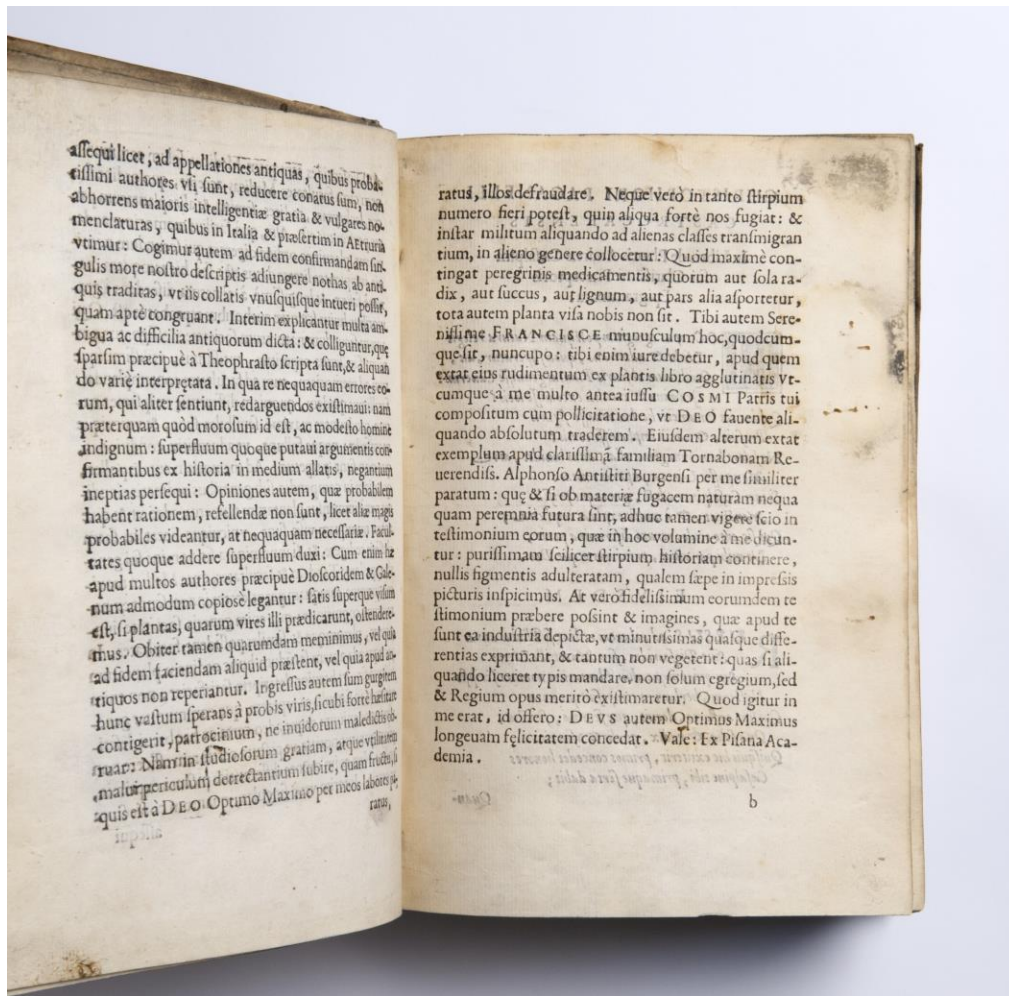 assequi licet, ad appellationes antiquas, quibus proba-
tissimi authores vsi sunt, reducere conatus sum, non
abhorrens maioris intelligentiæ gratia & vulgares no-
menclaturas, quibus in Italia & præsertim in Aetruria
vtimur: Cogimur autem ad fidem confirmandam sin-
gulis more nostro descriptis adiungere nothas ab anti-
quis traditas, vt iis collatis vnusquisque intueri possit,
quam aptè congruant. Interim explicantur multa am-
bigua ac difficilia antiquorum dicta: & colliguntur, quę
sparsim præcipuè à Theophrasto scripta sunt, & aliquan
do variè interpretata. In qua re nequaquam errores eo-
rum, qui aliter sentiunt, redarguendos existimaui: nam
præterquam quòd morosum id est, ac modesto homine
indignum: superfluum quoque putaui argumentis con-
firmantibus ex historia in medium allatis, negantium
ineptias persequi: Opiniones autem, quæ probabilem
habent rationem, refellendæ non sunt, licet aliæ magis
probabiles videantur, at nequaquam necessariæ. Facul-
tates quoque addere superfluum duxi: Cum enim hæ
apud multos authores præcipuè Dioscoridem & Gale-
num admodum copiosè legantur: satis superque visum
est, si plantas, quarum vires illi prædicarunt, ostendere-
mus. Obiter tamen quarumdam meminimus, vel quia
ad fidem faciendam aliquid præstent, vel quia apud an-
tiquos non reperiantur. Ingressus autem sum gurgitem
hunc vastum sperans à probis viris, sicubi fortè hæsitare
contigerit, patrocinium, ne inuidorum maledictis ob-
ruar: Nam in studiosorum gratiam, atque vtilitatem
malui periculum detrectantium subire, quam fructu, si
quis est à DEO Optimo Maximo per meos labores pa-
ratus,
ratus, illos defraudare. Neque verò in tanto stirpium
numero fieri potest, quin aliqua fortè nos fugiat: &
instar militum aliquando ad alienas classes transmigran
tium, in alieno genere collocetur: Quod maximè con-
tingat peregrinis medicamentis, quorum aut sola ra-
dix, aut succus, aut lignum, aut pars alia asportetur,
tota autem planta visa nobis non sit. Tibi autem Sere-
nissime FRANCISCE munusculum hoc, quodcum-
que sit, nuncupo: tibi enim iure debetur, apud quem
extat eius rudimentum ex plantis libro agglutinatis vt-
cumque à me multo antea iussu COSMI Patris tui
compositum cum pollicitatione, vt DEO fauente ali-
quando absolutum traderem. Eiusdem alterum extat
exemplum apud clarissimã familiam Tornabonam Re-
uerendiss. Alphonso Antistiti Burgensi per me similiter
paratum: quę & si ob materiæ fugacem naturam nequa
quam peremnia futura sint, adhuc tamen vigere scio in
testimonium eorum, quæ in hoc volumine à me dicun-
tur: purissimam scilicet stirpium historiam continere,
nullis figmentis adulteratam, qualem sæpe in impressis
picturis inspicimus. At verò fidelissimum eorumdem te
stimonium præbere possint & imagines, quæ apud te
sunt ea industria depictæ, vt minutissimas quasque diffe-
rentias exprimant, & tantum non vegetent: quas si ali-
quando liceret typis mandare, non solum egregium, sed
& Regium opus meritò existimaretur. Quod igitur in
me erat, id offero: DEVS autem Optimus Maximus
longeuam fęlicitatem concedat. Vale: Ex Pisana Aca-
demia.
b